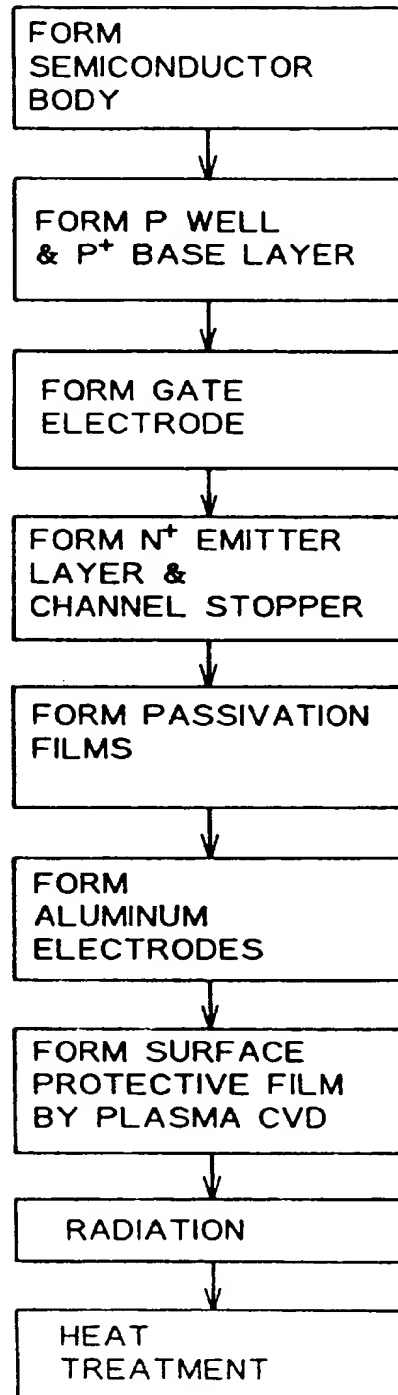 FORM
SEMICONDUCTOR
BODY
FORM P WELL
& P⁺ BASE LAYER
FORM GATE
ELECTRODE
FORM N⁺ EMITTER
LAYER &
CHANNEL STOPPER
FORM PASSIVATION
FILMS
FORM
ALUMINUM
ELECTRODES
FORM SURFACE
PROTECTIVE FILM
BY PLASMA CVD
RADIATION
HEAT
TREATMENT